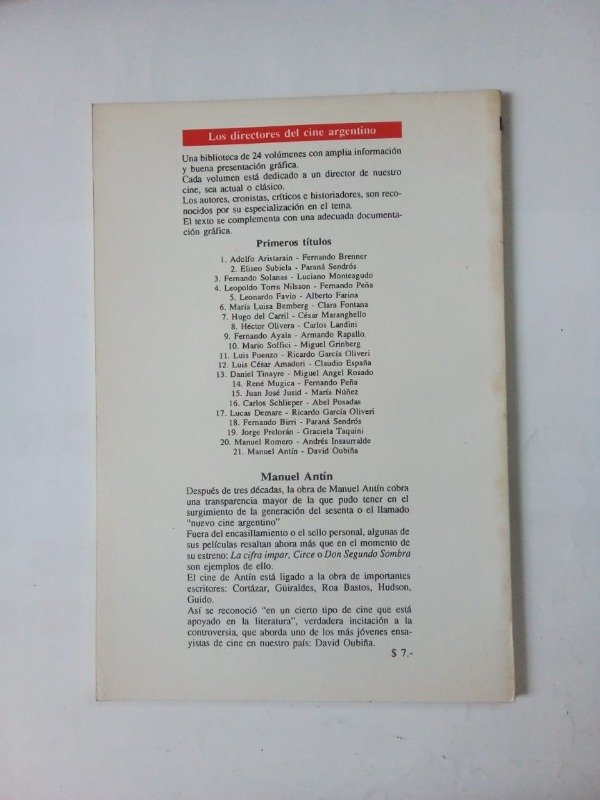 Los directores del cine argentino
Una biblioteca de 24 volúmenes con amplia información
y buena presentación gráfica.
Cada volumen está dedicado a un director de nuestro
cine, sea actual o clásico.
Los autores, cronistas, críticos e historiadores, son reco-
nocidos por su especialización en el tema.
El texto se complementa con una adecuada documenta-
ción gráfica.
Primeros títulos
1. Adolfo Aristarain - Fernando Brenner
2. Eliseo Subiela - Paraná Sendrós
3. Fernando Solanas - Luciano Monteagudo
4. Leopoldo Torre Nilsson - Fernando Peña
5. Leonardo Favio - Alberto Farina
6. María Luisa Bemberg - Clara Fontana
7. Hugo del Carril - César Maranghello
8. Héctor Olivera - Carlos Landini
9. Fernando Ayala - Armando Rapallo.
10. Mario Soffici - Miguel Grinberg
11. Luis Puenzo - Ricardo García Oliveri
12. Luis César Amadori - Claudio España
13. Daniel Tinayre - Miguel Angel Rosado
14. René Mugica - Fernando Peña
15. Juan José Jusid - María Núñez
16. Carlos Schlieper - Abel Posadas
17. Lucas Demare - Ricardo García Oliveri
18. Fernando Birri - Paraná Sendrós
19. Jorge Prelorán - Graciela Taquini
20. Manuel Romero - Andrés Insaurralde
21. Manuel Antín - David Oubiña
Manuel Antín
Después de tres décadas, la obra de Manuel Antín cobra
una transparencia mayor de la que pudo tener en el
surgimiento de la generación del sesenta o el llamado
"nuevo cine argentino"
Fuera del encasillamiento o el sello personal, algunas de
sus películas resaltan ahora más que en el momento de
su estreno: La cifra impar, Circe o Don Segundo Sombra
son ejemplos de ello.
El cine de Antín está ligado a la obra de importantes
escritores: Cortázar, Güiraldes, Roa Bastos, Hudson,
Guido.
Así se reconoció "en un cierto tipo de cine que está
apoyado en la literatura", verdadera incitación a la
controversia, que aborda uno de los más jóvenes ensa-
yistas de cine en nuestro país: David Oubiña.
$ 7.-